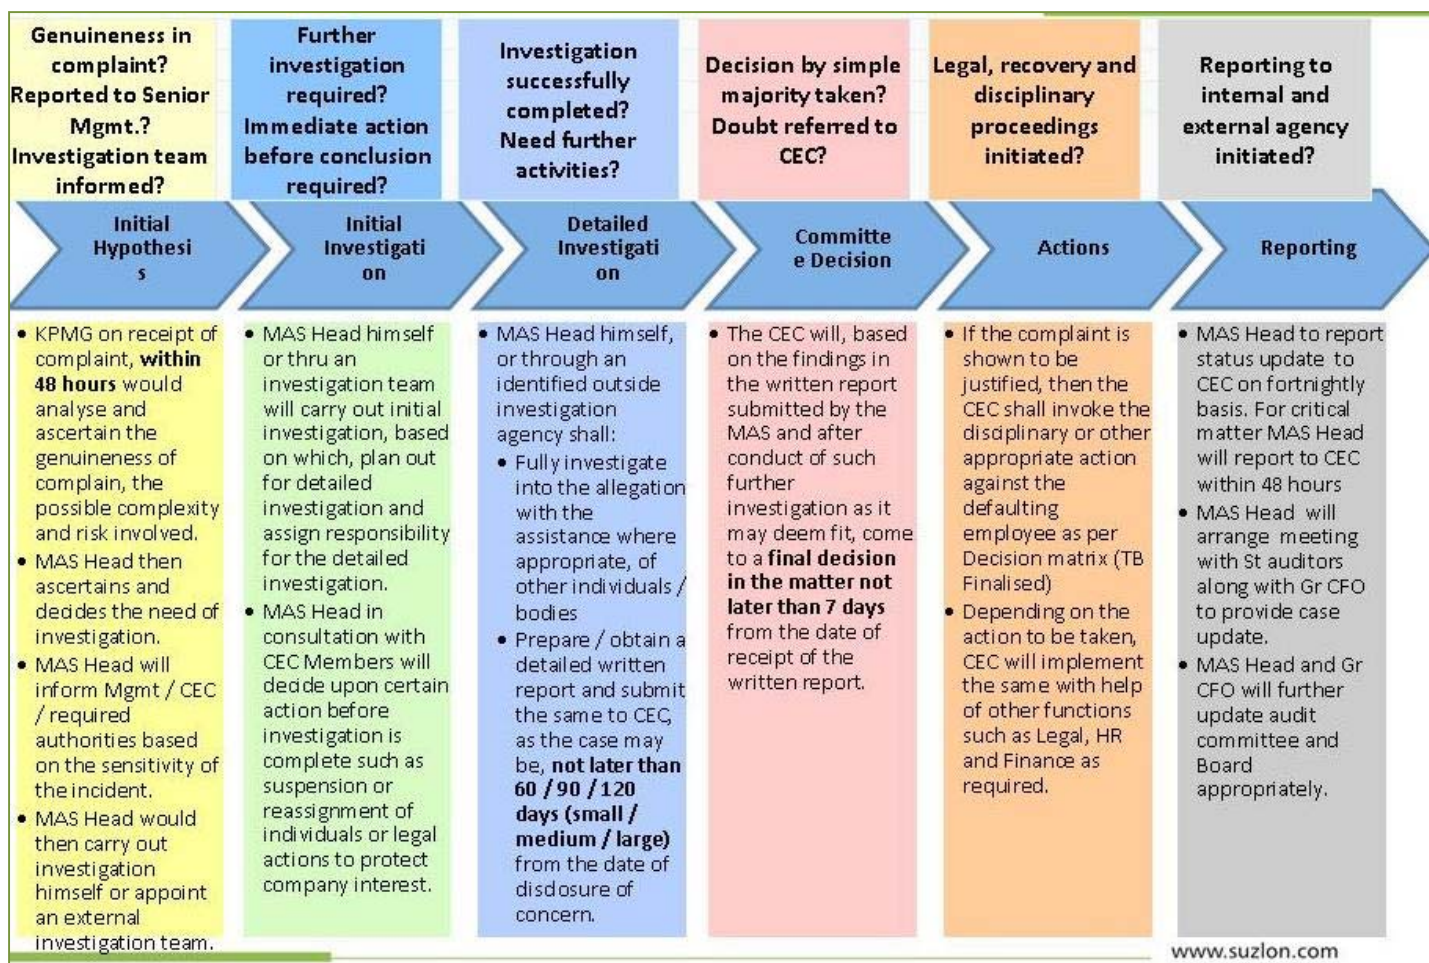 Genuineness in
complaint?
Reported to Senior
Mgmt.?
Investigation team
informed?
Further
investigation
required?
Immediate action
before conclusion
required?
Investigation
successfully
completed?
Need further
activities?
Decision by simple
majority taken?
Doubt referred to
CEC?
Legal, recovery and
disciplinary
proceedings
initiated?
Reporting to
internal and
external agency
initiated?
Initial
Hypothesi
s
Initial
Investigati
on
Detailed
Investigati
on
Committe
e Decision
Actions
Reporting
• KPMG on receipt of
complaint, within
48 hours would
analyse and
ascertain the
genuineness of
complain, the
possible complexity
and risk involved.
• MAS Head then
ascertains and
decides the need of
investigation.
• MAS Head will
inform Mgmt / CEC
/ required
authorities based
on the sensitivity of
the incident.
• MAS Head would
then carry out
investigation
himself or appoint
an external
investigation team.
• MAS Head himself
or thru an
investigation team
will carry out initial
investigation, based
on which, plan out
for detailed
investigation and
assign responsibility
for the detailed
investigation.
• MAS Head in
consultation with
CEC Members will
decide upon certain
action before
investigation is
complete such as
suspension or
reassignment of
individuals or legal
actions to protect
company interest.
• MAS Head himself,
or through an
identified outside
investigation
agency shall:
• Fully investigate
into the allegation
with the
assistance where
appropriate, of
other individuals /
bodies
• Prepare / obtain a
detailed written
report and submit
the same to CEC,
as the case may
be, not later than
60 / 90 / 120
days (small /
medium / large)
from the date of
disclosure of
concern.
• The CEC will, based
on the findings in
the written report
submitted by the
MAS and after
conduct of such
further
investigation as it
may deem fit, come
to a final decision
in the matter not
later than 7 days
from the date of
receipt of the
written report.
• If the complaint is
shown to be
justified, then the
CEC shall invoke the
disciplinary or other
appropriate action
against the
defaulting
employee as per
Decision matrix (TB
Finalised)
• Depending on the
action to be taken,
CEC will implement
the same with help
of other functions
such as Legal, HR
and Finance as
required.
• MAS Head to report
status update to
CEC on fortnightly
basis. For critical
matter MAS Head
will report to CEC
within 48 hours
• MAS Head will
arrange meeting
with St auditors
along with Gr CFO
to provide case
update.
• MAS Head and Gr
CFO will further
update audit
committee and
Board
appropriately.
www.suzlon.com